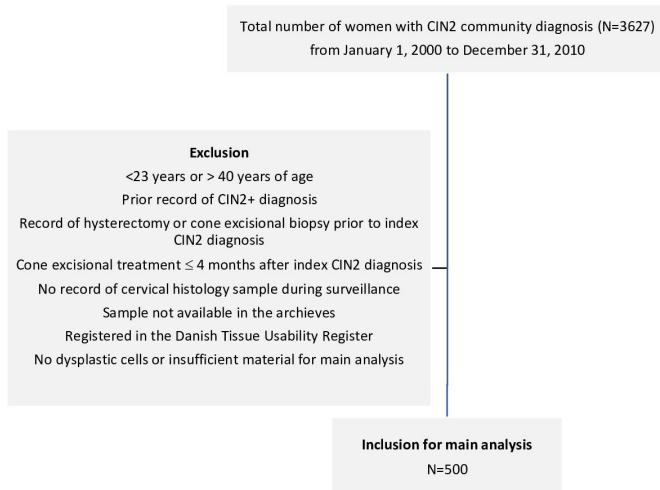 Total number of women with CIN2 community diagnosis (N=3627)
from January 1, 2000 to December 31, 2010
Exclusion
<23 years or > 40 years of age
Prior record of CIN2+ diagnosis
Record of hysterectomy or cone excisional biopsy prior to index
CIN2 diagnosis
Cone excisional treatment ≤ 4 months after index CIN2 diagnosis
No record of cervical histology sample during surveillance
Sample not available in the archieves
Registered in the Danish Tissue Usability Register
No dysplastic cells or insufficient material for main analysis
Inclusion for main analysis
N=500